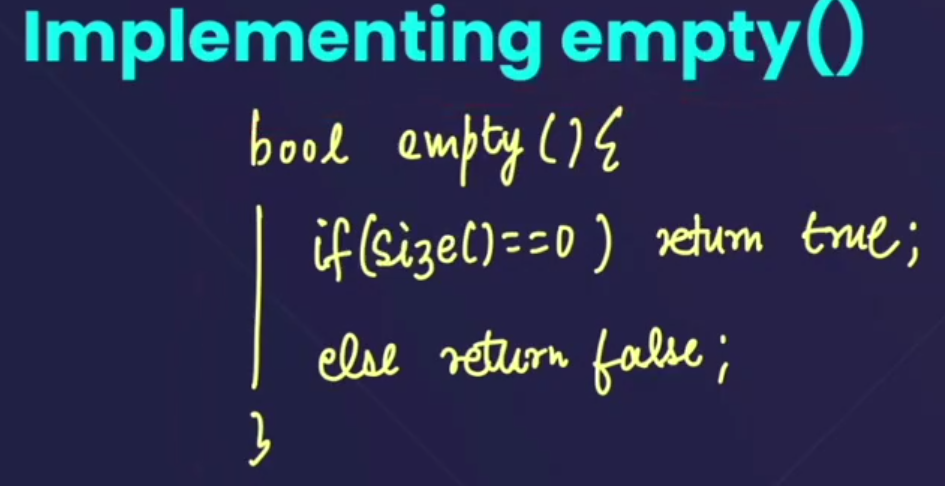 Implementing empty()
bool empty(){
if(size()==0) return true;
else return false;
}